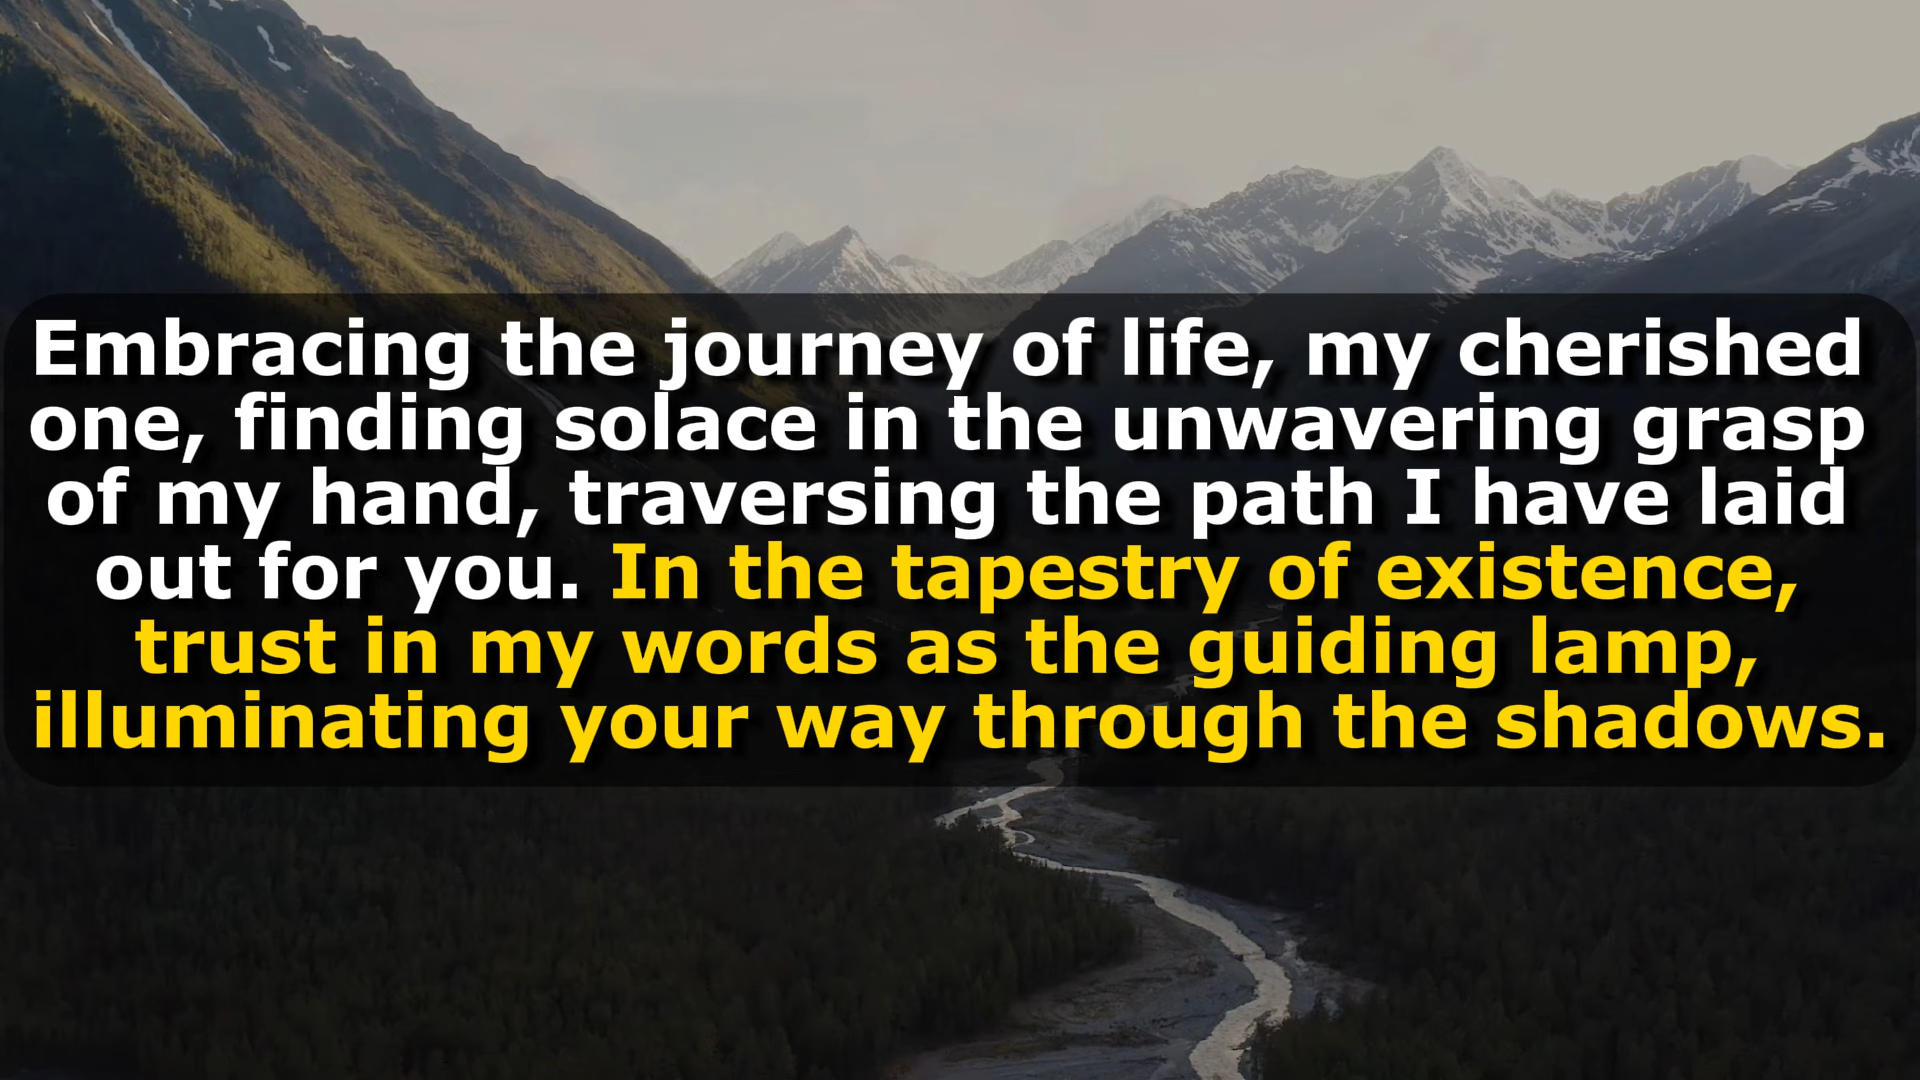 Embracing the journey of life, my cherished
one, finding solace in the unwavering grasp
of my hand, traversing the path I have laid
out for you. In the tapestry of existence,
trust in my words as the guiding lamp,
illuminating your way through the shadows.